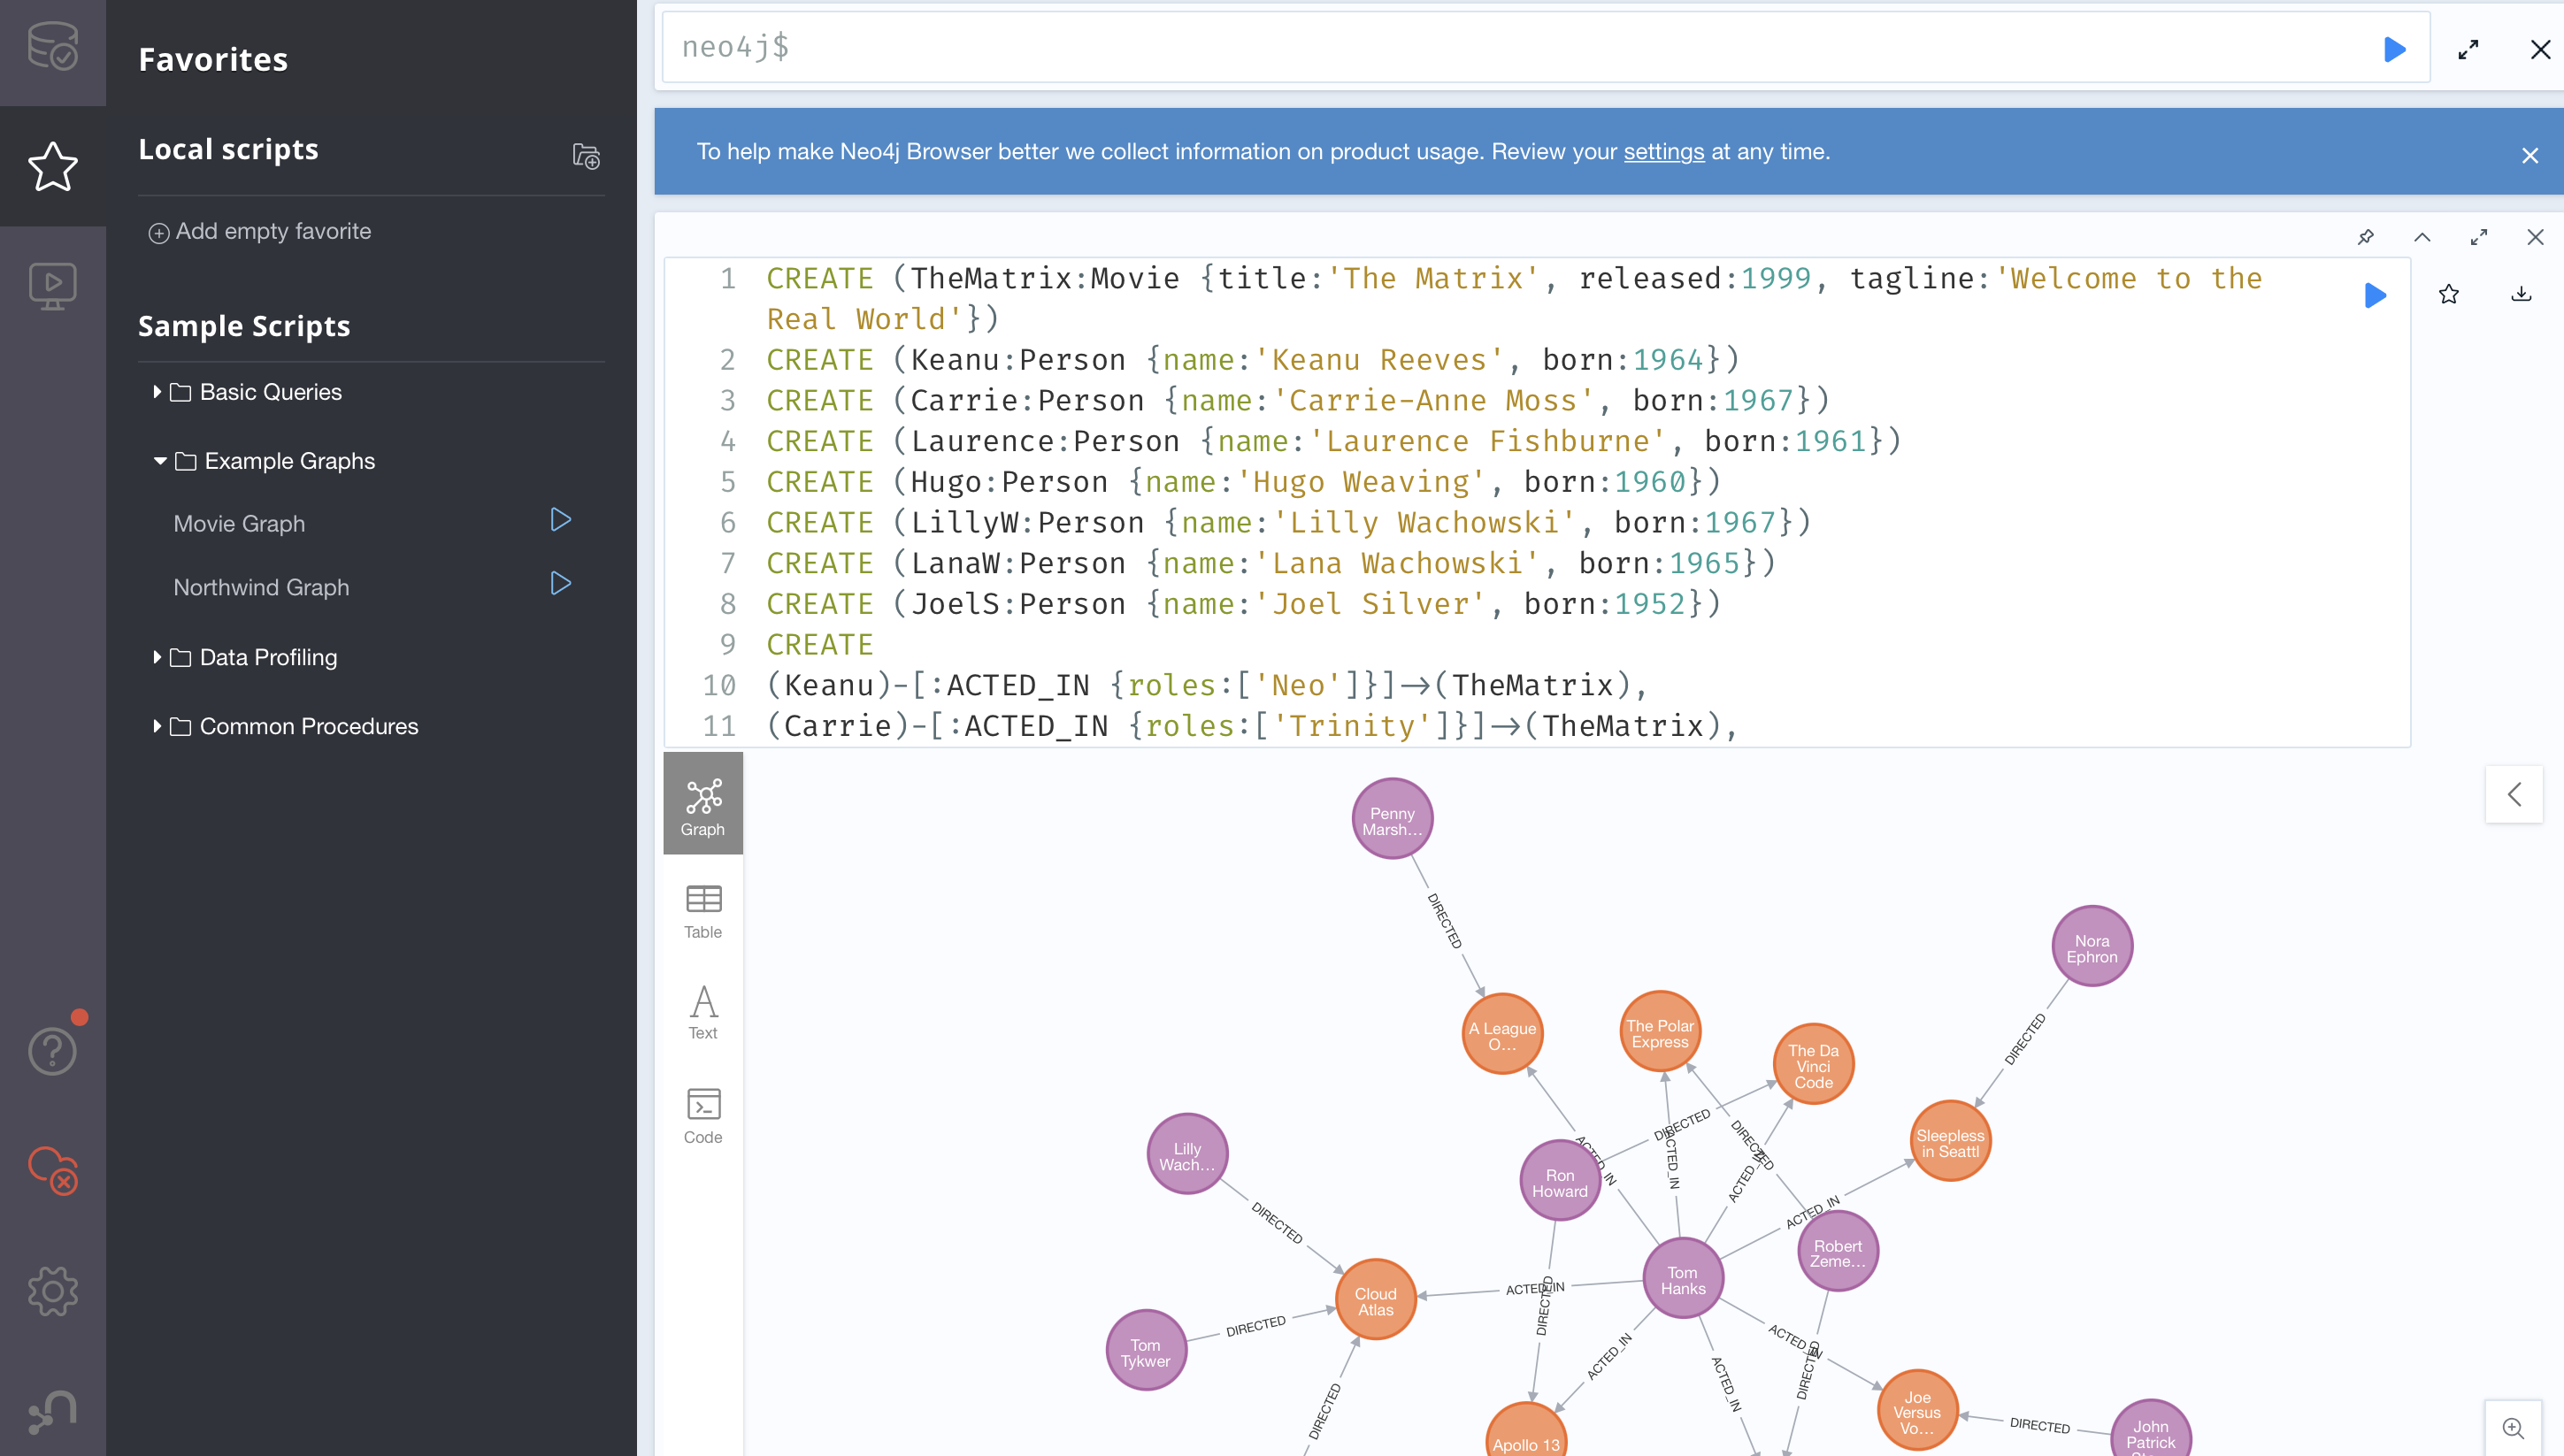 Favorites
Local scripts
Add empty favorite
Sample Scripts
Basic Queries
Example Graphs
Movie Graph
Northwind Graph
Data Profiling
Common Procedures
neo4j$
To help make Neo4j Browser better we collect information on product usage. Review your settings at any time.
1 CREATE (TheMatrix:Movie {title:'The Matrix', released:1999, tagline:'Welcome to the
Real World'})
2 CREATE (Keanu:Person {name:'Keanu Reeves', born:1964})
3 CREATE (Carrie:Person {name:'Carrie-Anne Moss', born:1967})
4 CREATE (Laurence:Person {name:'Laurence Fishburne', born:1961})
5 CREATE (Hugo:Person {name:'Hugo Weaving', born:1960})
6 CREATE (LillyW:Person {name:'Lilly Wachowski', born:1967})
7 CREATE (LanaW:Person {name:'Lana Wachowski', born:1965})
8 CREATE (JoelS:Person {name:'Joel Silver', born:1952})
9 CREATE
10 (Keanu)-[:ACTED_IN {roles:['Neo']}]->(TheMatrix),
11 (Carrie)-[:ACTED_IN {roles:['Trinity']}]->(TheMatrix),
Graph
Table
Text
Code
Penny
Marsh...
DIRECTED
Nora
Ephron
DIRECTED
A League
O...
The Polar
Express
The Da
Vinci
Code
Sleepless
in Seattl
Lilly
Wach...
DIRECTED
Ron
Howard
ACTED_IN
DIRECTED
ACTED_IN
DIRECTED
ACTED_IN
ACTED_IN
Robert
Zeme...
Tom
Hanks
Cloud
Atlas
ACTED_IN
DIRECTED
Tom
Tykwer
DIRECTED
DIRECTED
ACTED_IN
ACTED_IN
ACTED_IN
DIRECTED
Joe
Versus
Vo...
DIRECTED
John
Patrick
Apollo 13